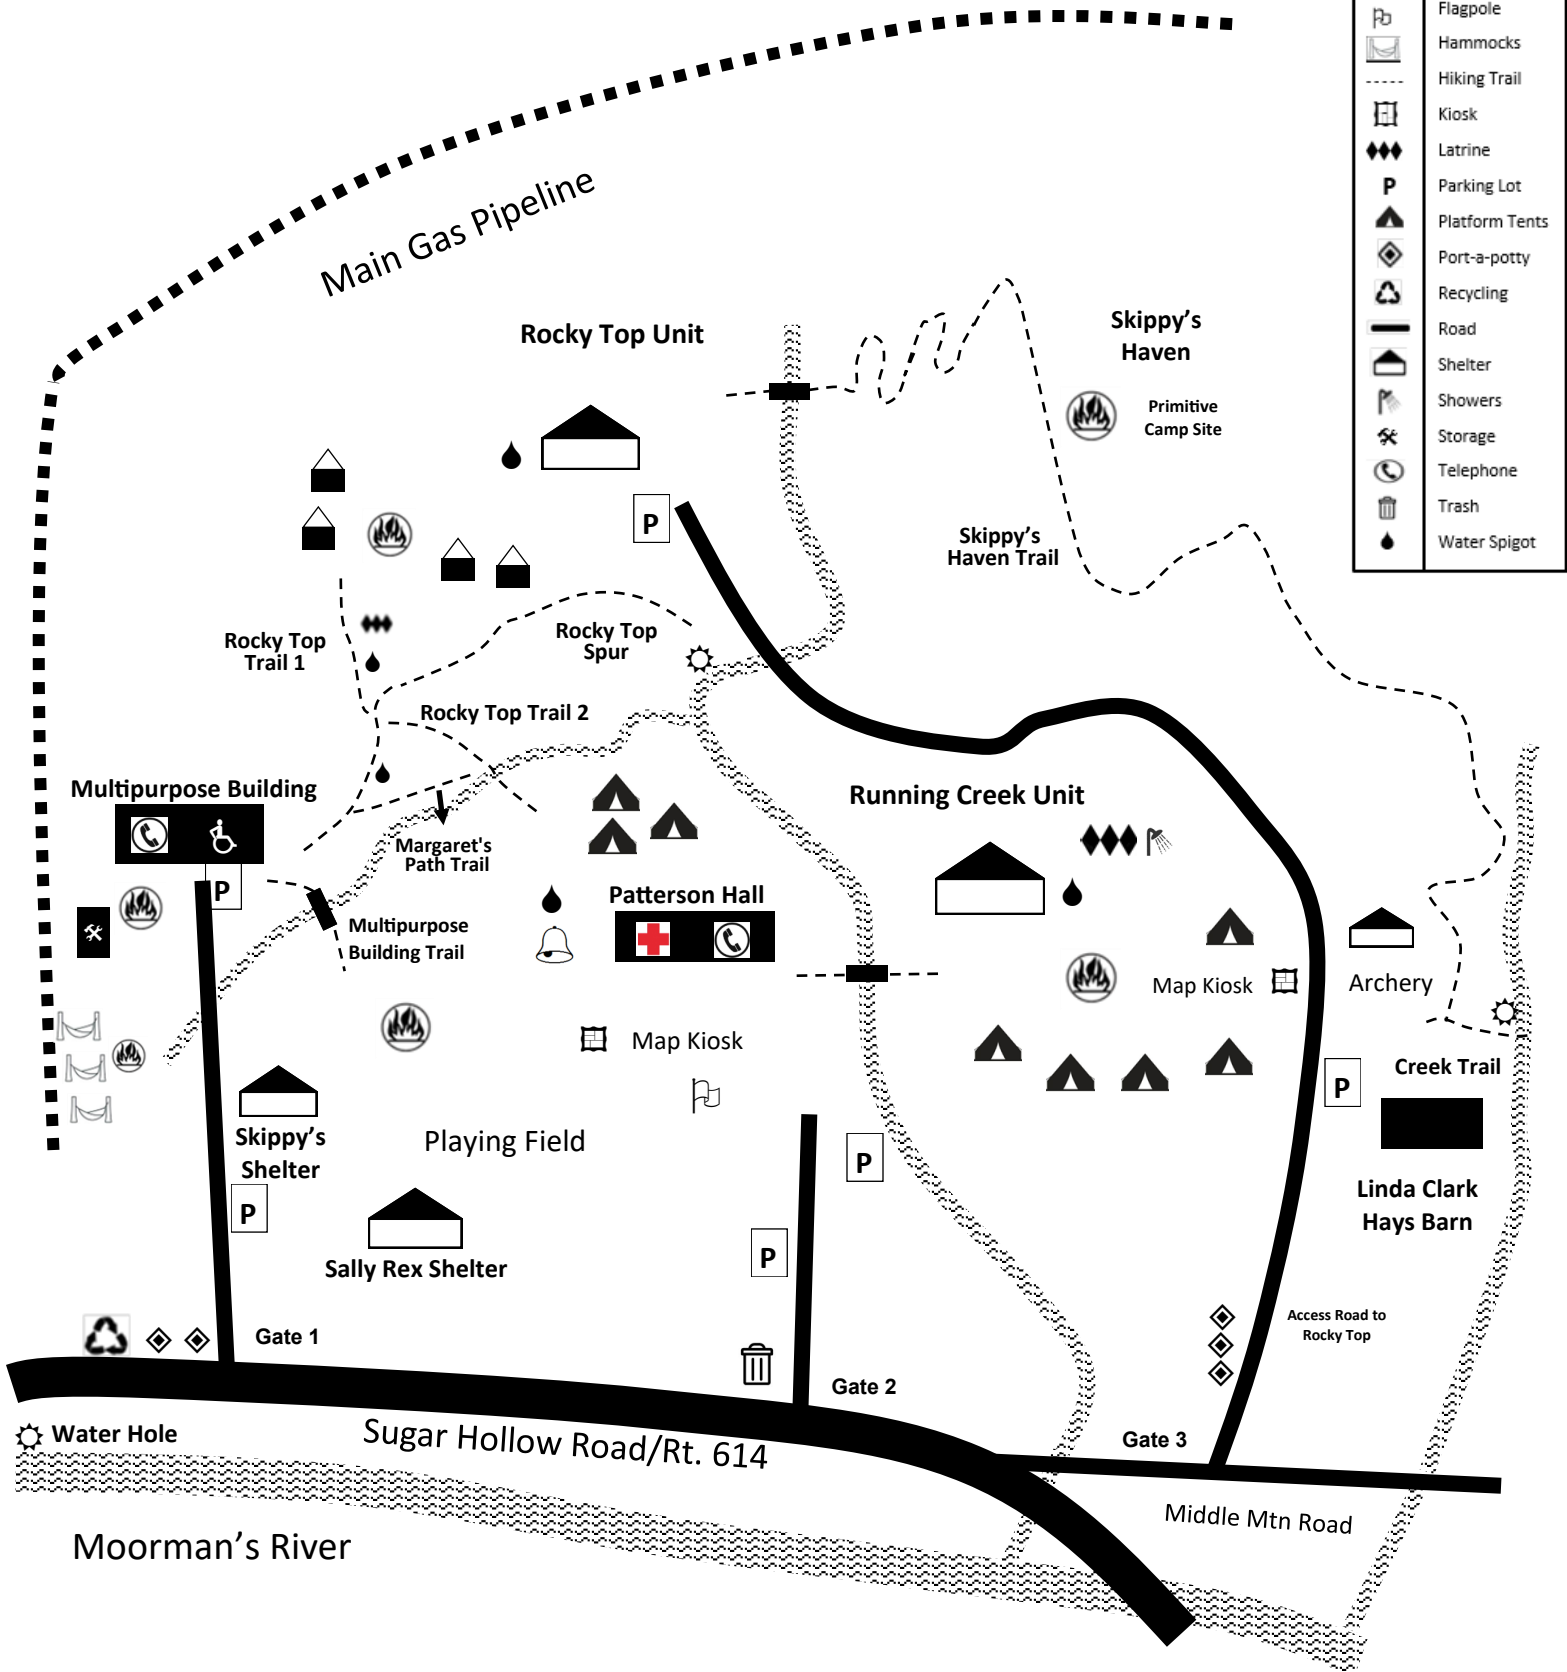 Flagpole
Hammocks
Hiking Trail
Kiosk
Latrine
P Parking Lot
Platform Tents
Port-a-potty
Recycling
Road
Shelter
Showers
Storage
Telephone
Trash
Water Spigot
Main Gas Pipeline
Rocky Top Unit
Skippy's
Haven
Primitive
Camp Site
P
Skippy's
Haven Trail
Rocky Top
Trail 1
Rocky Top
Spur
Rocky Top Trail 2
Multipurpose Building
P
Margaret's
Path Trail
Running Creek Unit
Patterson Hall
Multipurpose
Building Trail
Map Kiosk
Archery
Map Kiosk
Creek Trail
P
Skippy's
Shelter
Playing Field
P
P
Linda Clark
Hays Barn
Sally Rex Shelter
P
Gate 1
Access Road to
Rocky Top
Gate 2
Water Hole
Sugar Hollow Road/Rt. 614
Gate 3
Middle Mtn Road
Moorman's River